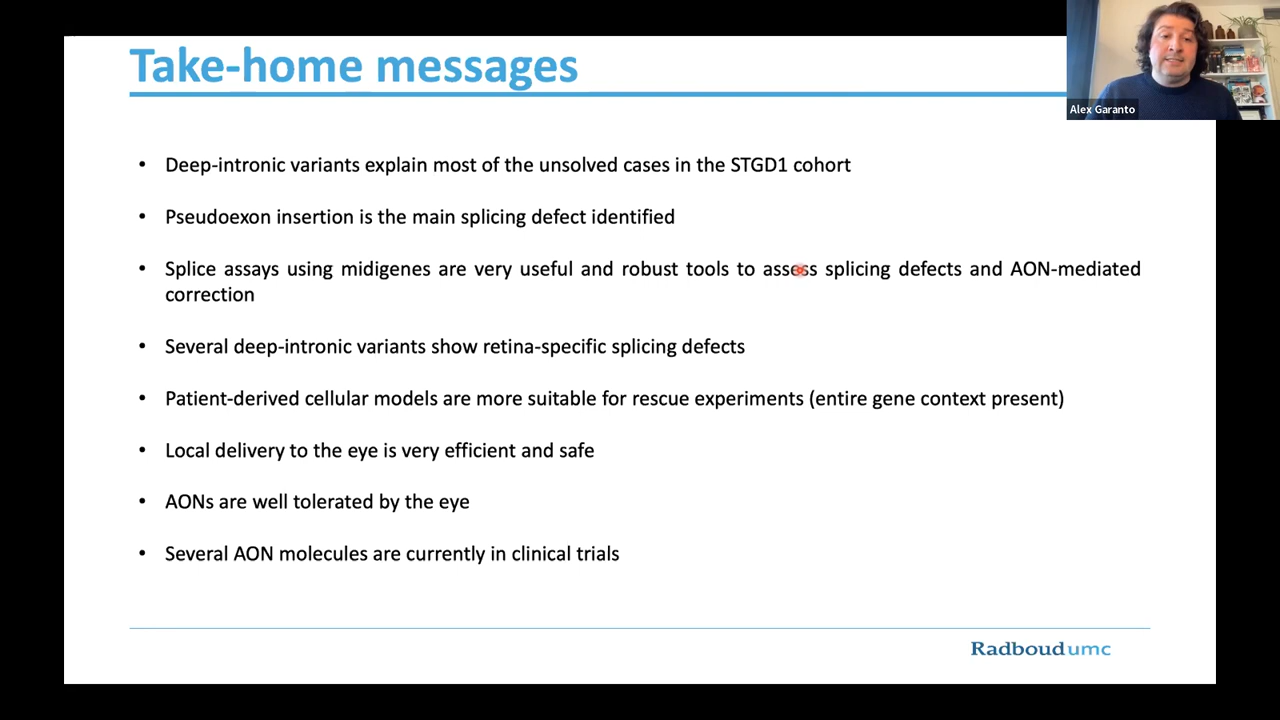 Take-home messages
Alex Garanto
• Deep-intronic variants explain most of the unsolved cases in the STGD1 cohort
• Pseudoexon insertion is the main splicing defect identified
• Splice assays using midigenes are very useful and robust tools to assess splicing defects and AON-mediated
correction
• Several deep-intronic variants show retina-specific splicing defects
• Patient-derived cellular models are more suitable for rescue experiments (entire gene context present)
• Local delivery to the eye is very efficient and safe
• AONs are well tolerated by the eye
• Several AON molecules are currently in clinical trials
Radboudumc